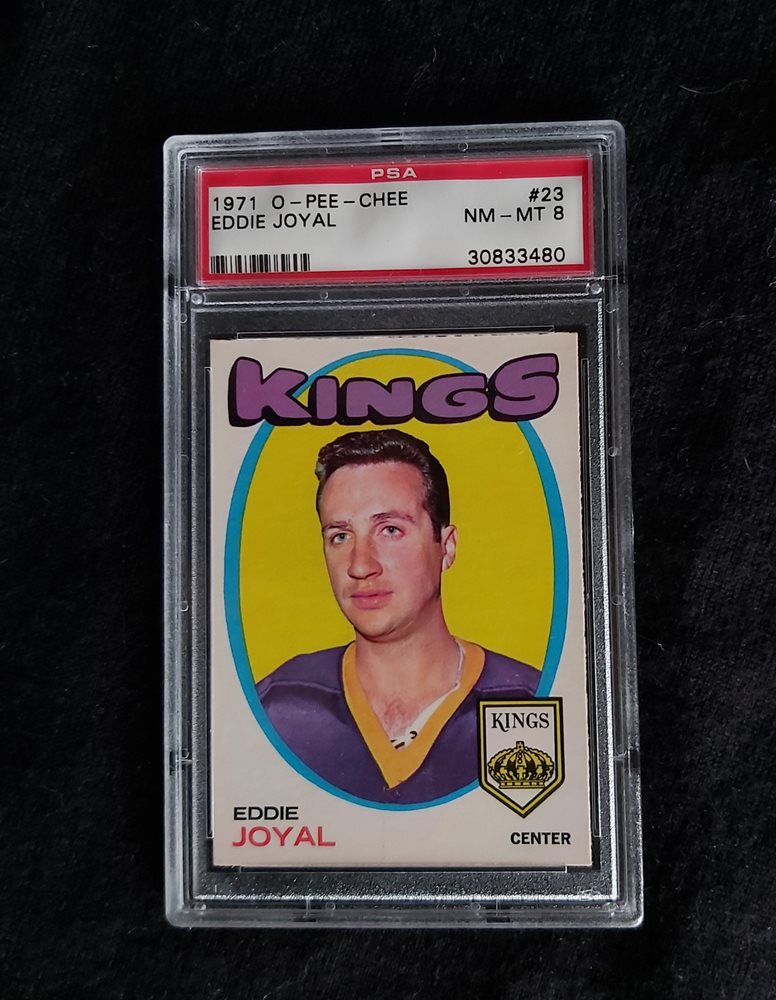 PSA
1971 O-PEE-CHEE #23
EDDIE JOYAL NM-MT 8
30833480
KINGS
KINGS
EDDIE
JOYAL
CENTER